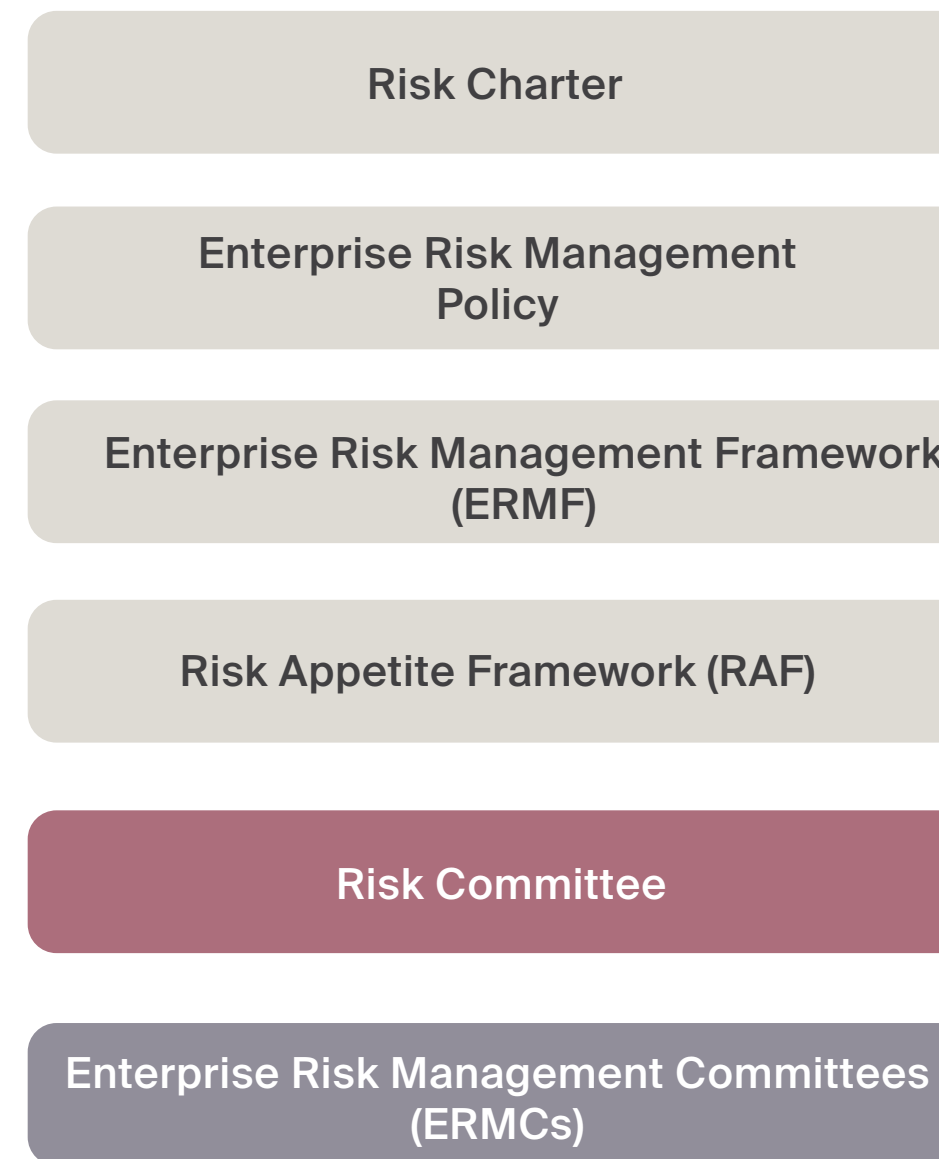 Risk Charter
Enterprise Risk Management
Policy
Enterprise Risk Management Framework
(ERMF)
Risk Appetite Framework (RAF)
Risk Committee
Enterprise Risk Management Committees
(ERMCs)